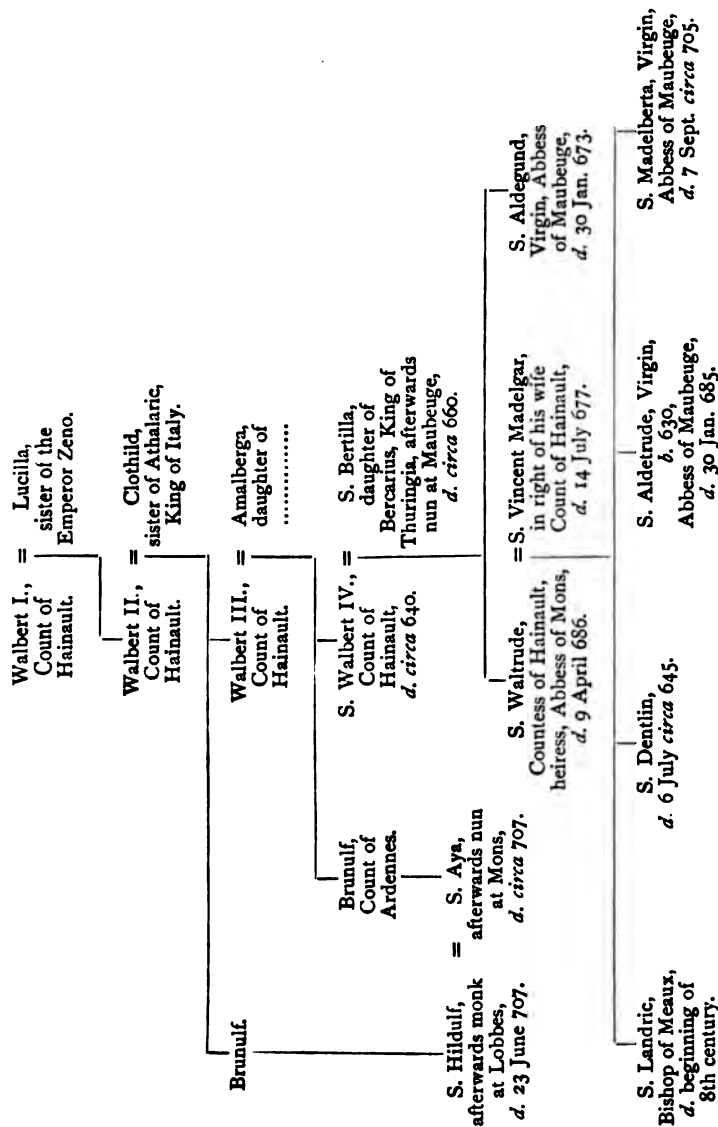 Walbert I.,
Count of
Hainault.
=
Lucilla,
sister of the
Emperor Zeno.
Walbert II.,
Count of
Hainault.
=
Clothild,
sister of Athalaric,
King of Italy.
Brunulf.
Walbert III.,
Count of
Hainault.
=
Amalberga,
daughter of
..............
Brunulf,
Count of
Ardennes.
S. Walbert IV.,
Count of
Hainault,
d. circa 640.
=
S. Bertilla,
daughter of
Bercarius, King of
Thuringia, afterwards
nun at Maubeuge,
d. circa 660.
S. Hildulf,
afterwards monk
at Lobbes,
d. 23 June 707.
=
S. Aya,
afterwards nun
at Mons,
d. circa 707.
S. Waltrude,
Countess of Hainault,
heiress, Abbess of Mons,
d. 9 April 686.
=
S. Vincent Madelgar,
in right of his wife
Count of Hainault,
d. 14 July 677.
S. Aldegund,
Virgin, Abbess
of Maubeuge,
d. 30 Jan. 673.
S. Landric,
Bishop of Meaux,
d. beginning of
8th century.
S. Dentlin,
d. 6 July circa 645.
S. Aldetrude, Virgin,
b. 630,
Abbess of Maubeuge,
d. 30 Jan. 685.
S. Madelberta, Virgin,
Abbess of Maubeuge,
d. 7 Sept. circa 705.